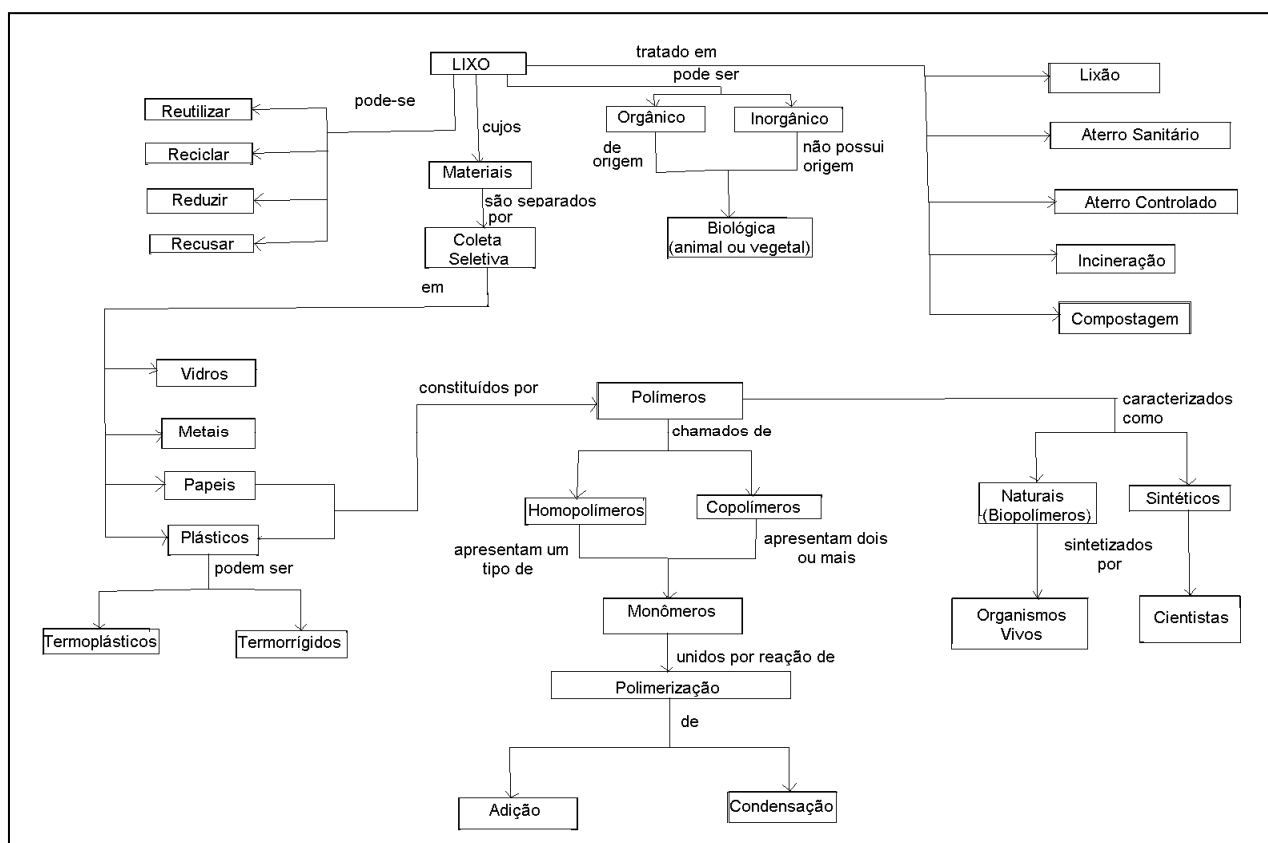 LIXO
tratado em
pode ser
pode-se
cujos
Reutilizar
Reciclar
Reduzir
Recusar
Materiais
são separados
por
Coleta
Seletiva
em
Orgânico
Inorgânico
de
origem
não possui
origem
Biológica
(animal ou vegetal)
Lixão
Aterro Sanitário
Aterro Controlado
Incineração
Compostagem
Vidros
Metais
Papeis
Plásticos
podem ser
Termoplásticos
Termorrígidos
constituídos por
Polímeros
chamados de
Homopolímeros
Copolímeros
apresentam um
tipo de
apresentam dois
ou mais
Monômeros
unidos por reação de
Polimerização
de
Adição
Condensação
caracterizados
como
Naturais
(Biopolímeros)
Sintéticos
sintetizados
por
Organismos
Vivos
Cientistas